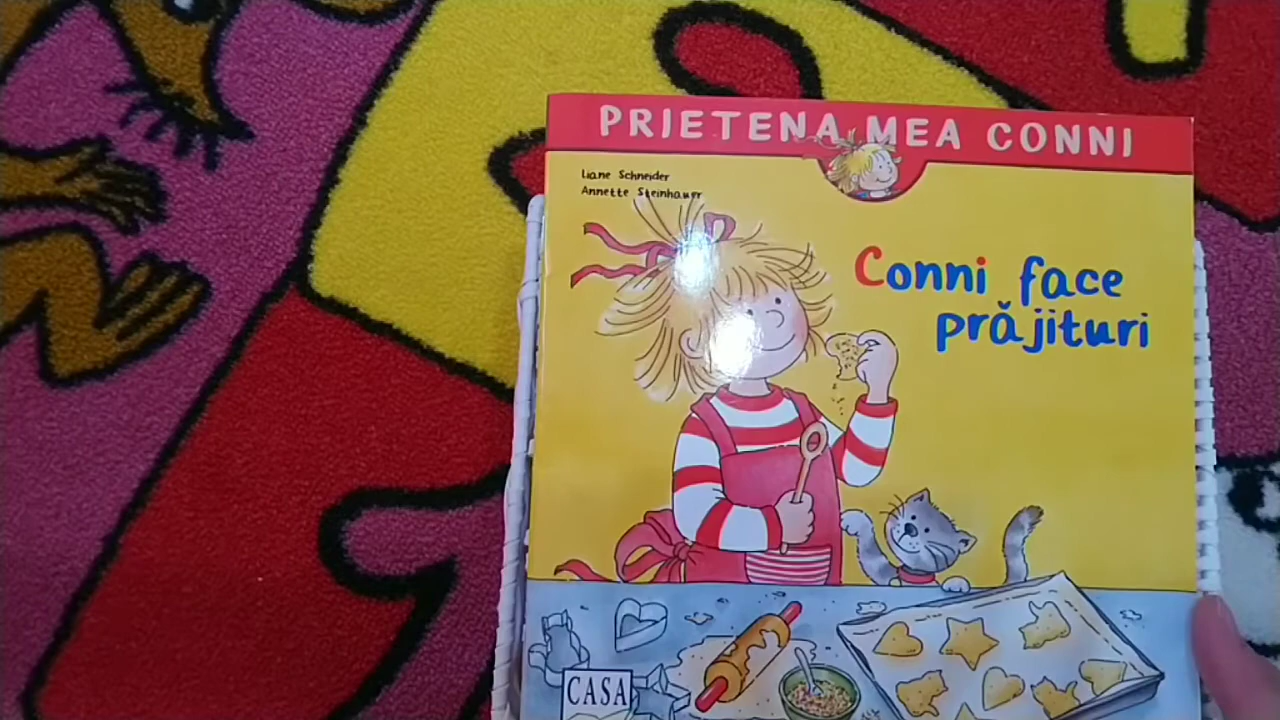 PRIETENA MEA CONNI
Liane Schneider
Annette Steinhauer
Conni face
prăjituri
CASA